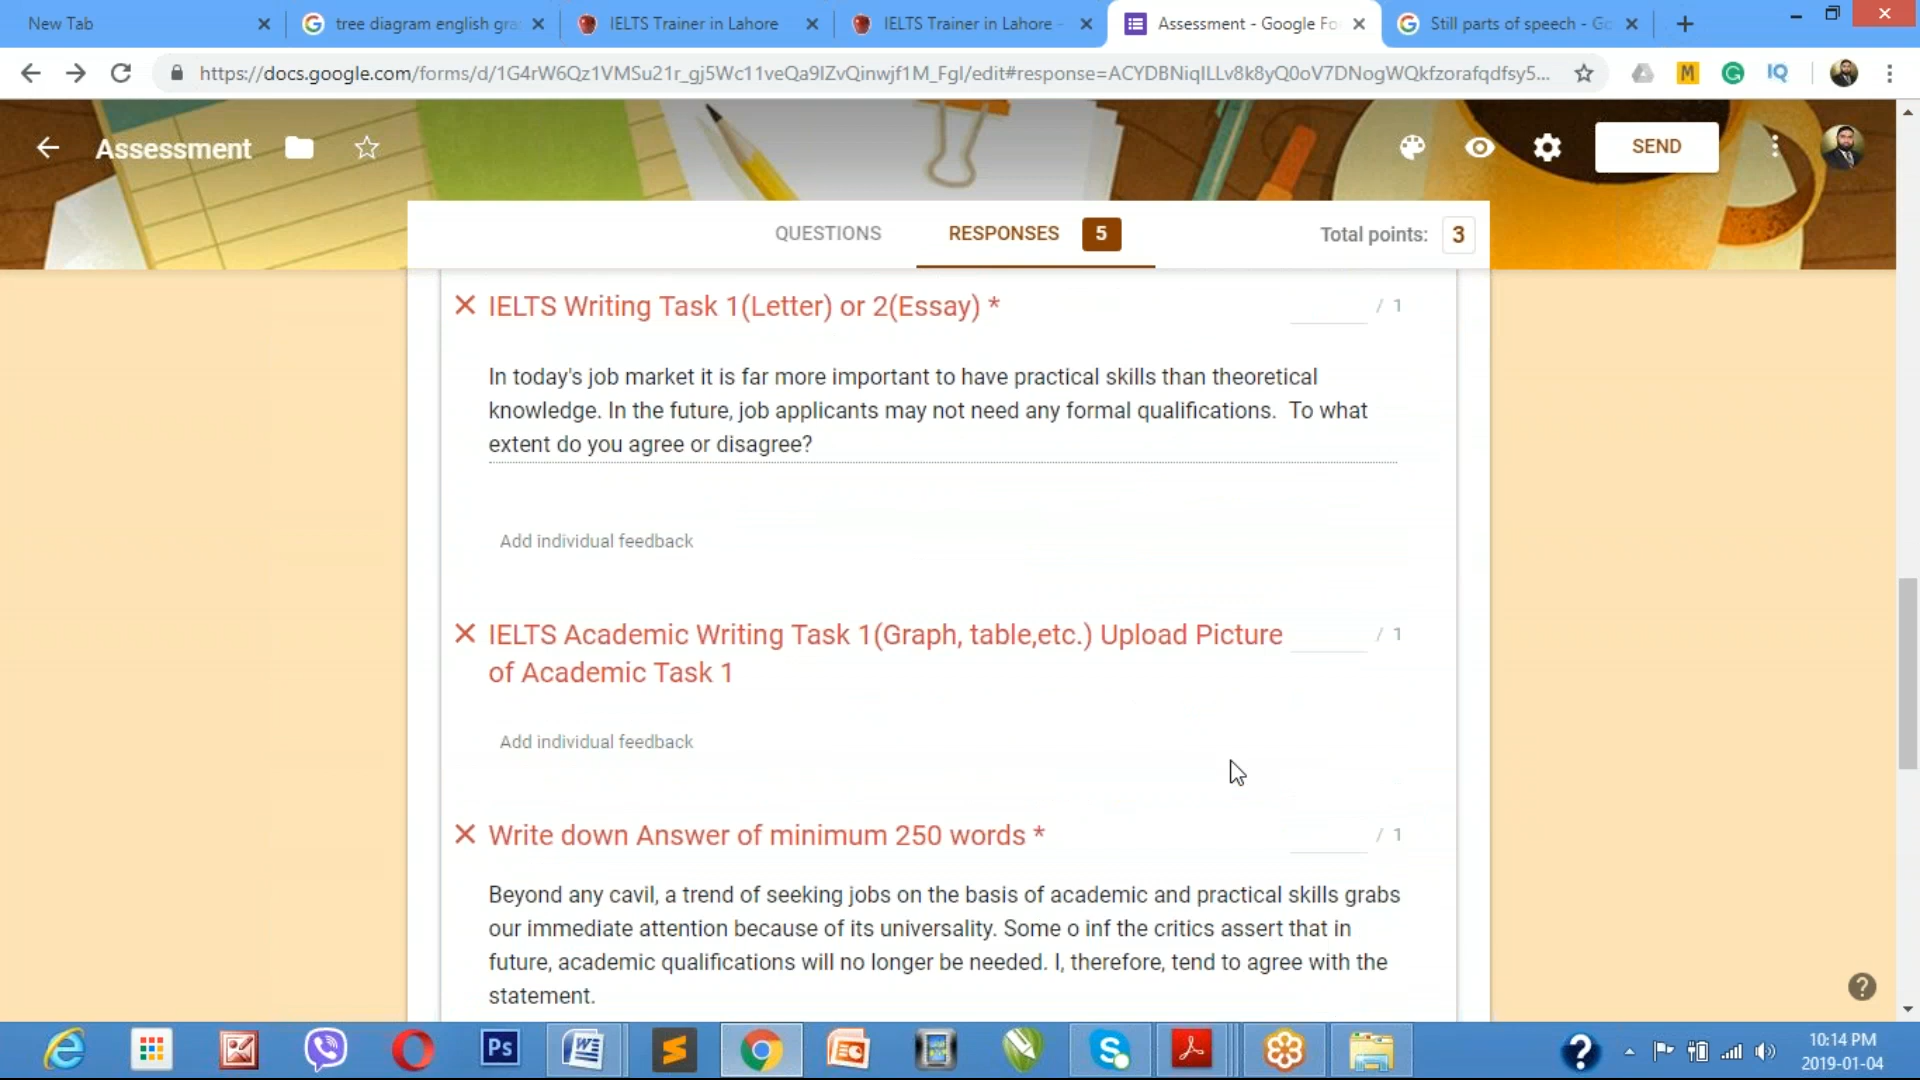 New Tab
tree diagram english gra
IELTS Trainer in Lahore
IELTS Trainer in Lahore -
Assessment - Google Fo
Still parts of speech - Go
https://docs.google.com/forms/d/1G4rW6Qz1VMSu21r_gj5Wc11veQa9IZvQinwjf1M_FgI/edit#response=ACYDBNiqILLv8k8yQ0oV7DNogWQkfzorafqdfsy5...
Assessment
SEND
QUESTIONS
RESPONSES 5
Total points: 3
IELTS Writing Task 1(Letter) or 2(Essay) *
/ 1
In today's job market it is far more important to have practical skills than theoretical
knowledge. In the future, job applicants may not need any formal qualifications.  To what
extent do you agree or disagree?
Add individual feedback
IELTS Academic Writing Task 1(Graph, table,etc.) Upload Picture
/ 1
of Academic Task 1
Add individual feedback
Write down Answer of minimum 250 words *
/ 1
Beyond any cavil, a trend of seeking jobs on the basis of academic and practical skills grabs
our immediate attention because of its universality. Some o inf the critics assert that in
future, academic qualifications will no longer be needed. I, therefore, tend to agree with the
statement.
10:14 PM
2019-01-04